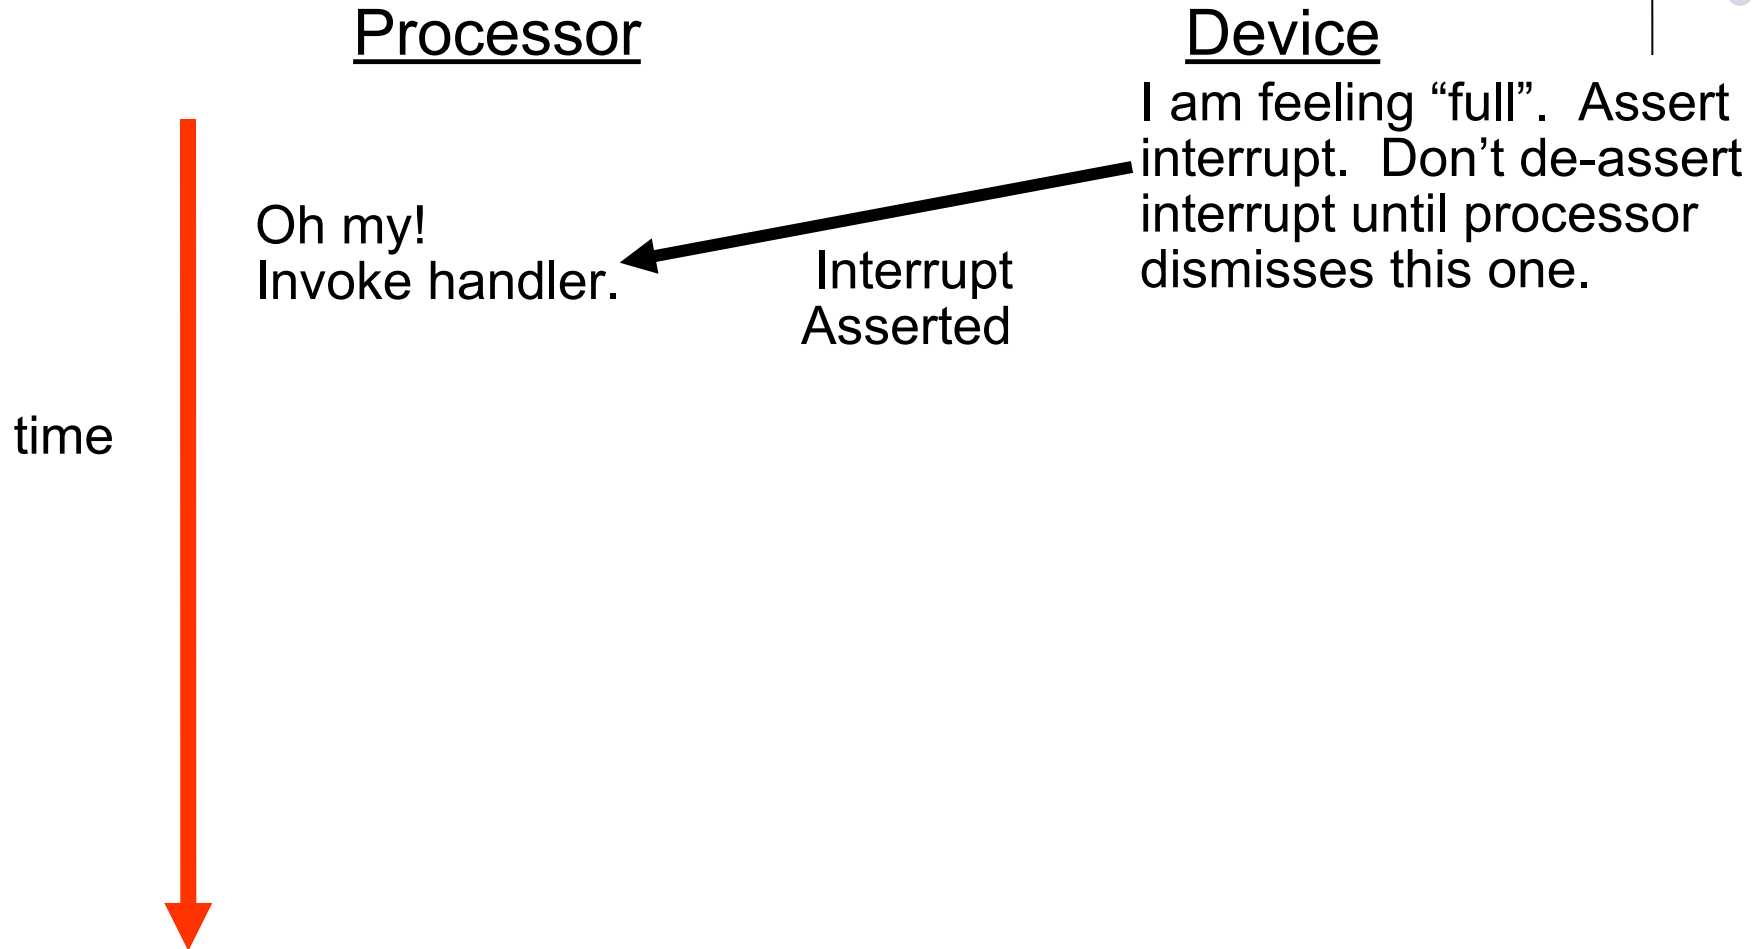 Processor
Device
I am feeling “full”.  Assert
interrupt.  Don’t de-assert
interrupt until processor
dismisses this one.
Oh my!
Invoke handler.
Interrupt
Asserted
time